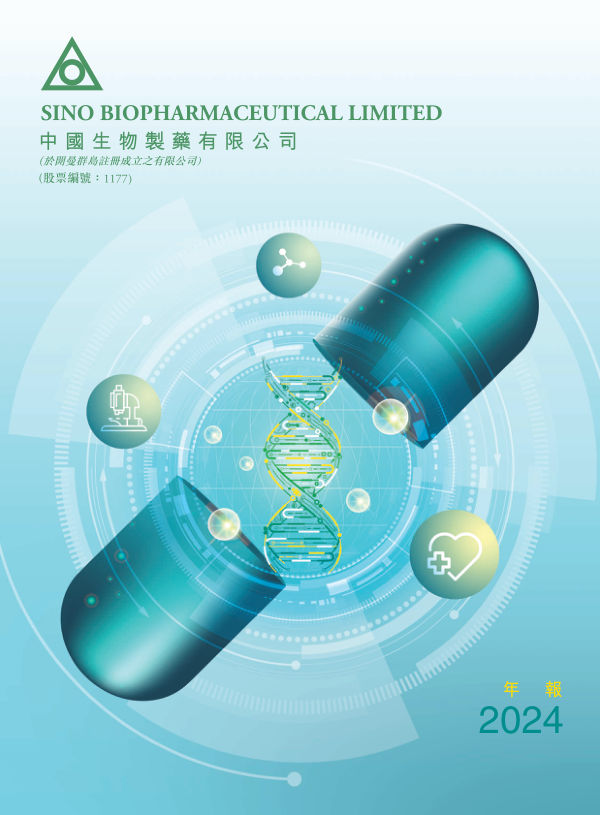 SINO BIOPHARMACEUTICAL LIMITED
中國生物製藥有限公司
(於開曼群島註冊成立之有限公司)
(股票編號：1177)
年 報
2024